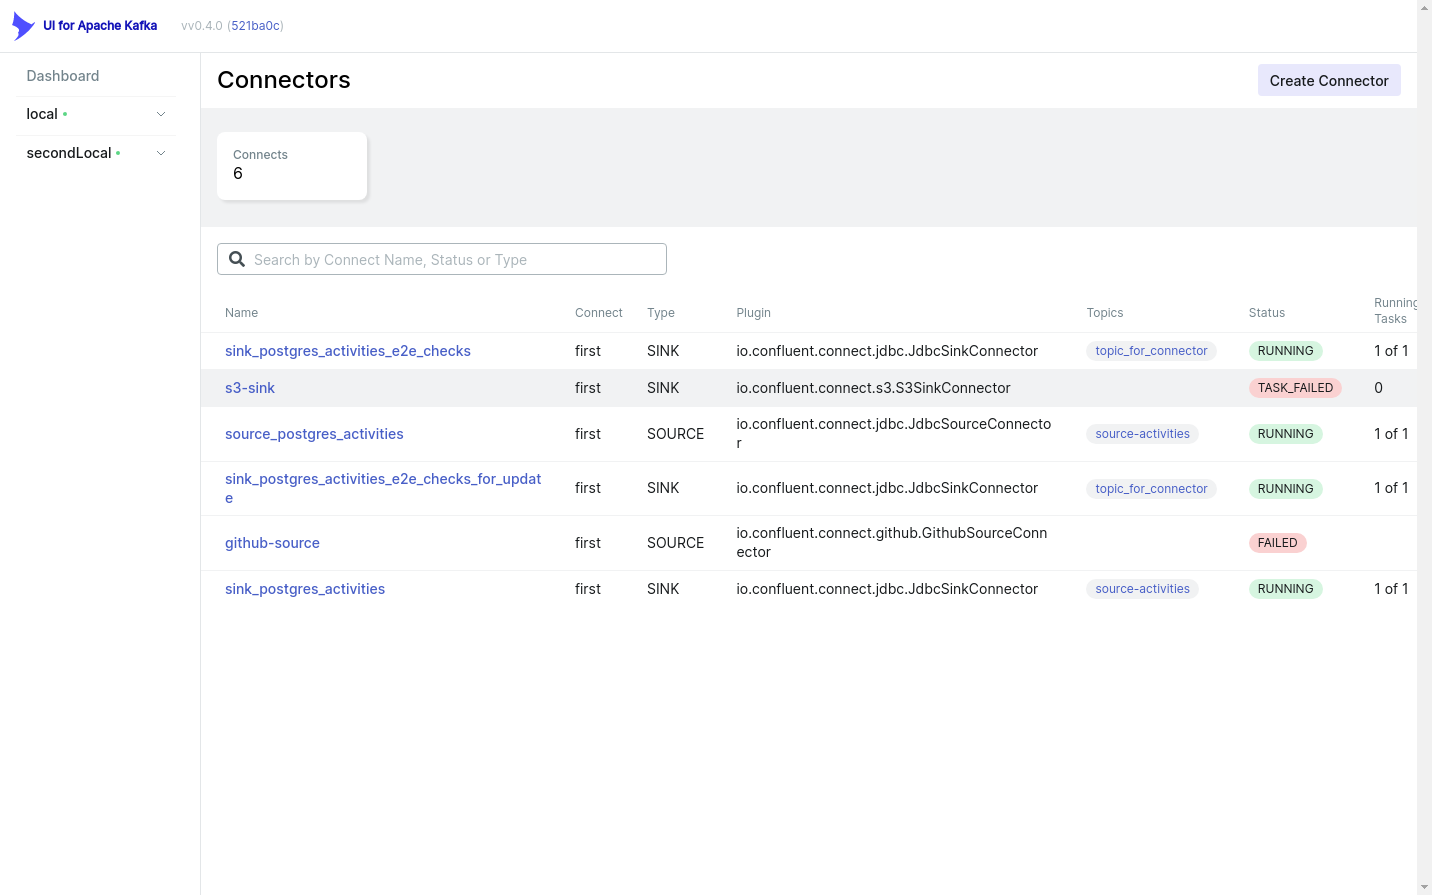 UI for Apache Kafka
vv0.4.0 (521ba0c)
Dashboard
local
secondLocal
Connectors
Create Connector
Connects
6
Search by Connect Name, Status or Type
Name Connect Type Plugin Topics Status Running
Tasks
sink_postgres_activities_e2e_checks first SINK io.confluent.connect.jdbc.JdbcSinkConnector topic_for_connector RUNNING 1 of 1
s3-sink first SINK io.confluent.connect.s3.S3SinkConnector TASK_FAILED 0
source_postgres_activities first SOURCE io.confluent.connect.jdbc.JdbcSourceConnecto
r source-activities RUNNING 1 of 1
sink_postgres_activities_e2e_checks_for_updat
e first SINK io.confluent.connect.jdbc.JdbcSinkConnector topic_for_connector RUNNING 1 of 1
github-source first SOURCE io.confluent.connect.github.GithubSourceConn
ector FAILED
sink_postgres_activities first SINK io.confluent.connect.jdbc.JdbcSinkConnector source-activities RUNNING 1 of 1